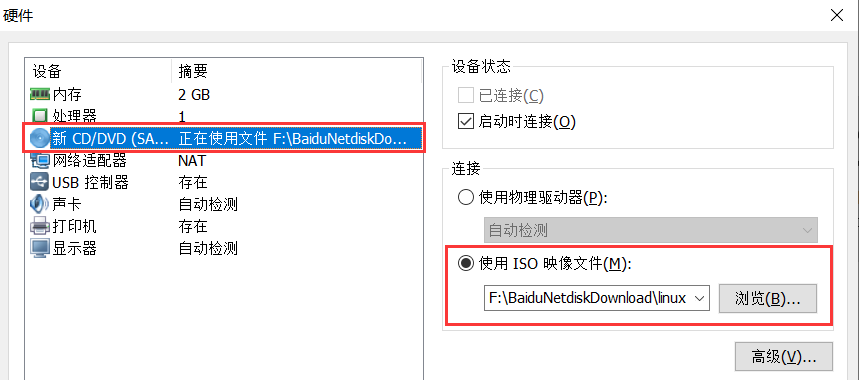 硬件
设备 摘要
内存 2 GB
处理器 1
新 CD/DVD (SA... 正在使用文件 F:\BaiduNetdiskDo...
网络适配器 NAT
USB 控制器 存在
声卡 自动检测
打印机 存在
显示器 自动检测
设备状态
已连接(C)
启动时连接(O)
连接
使用物理驱动器(P):
自动检测
使用 ISO 映像文件(M):
F:\BaiduNetdiskDownload\linux 浏览(B)...
高级(V)...